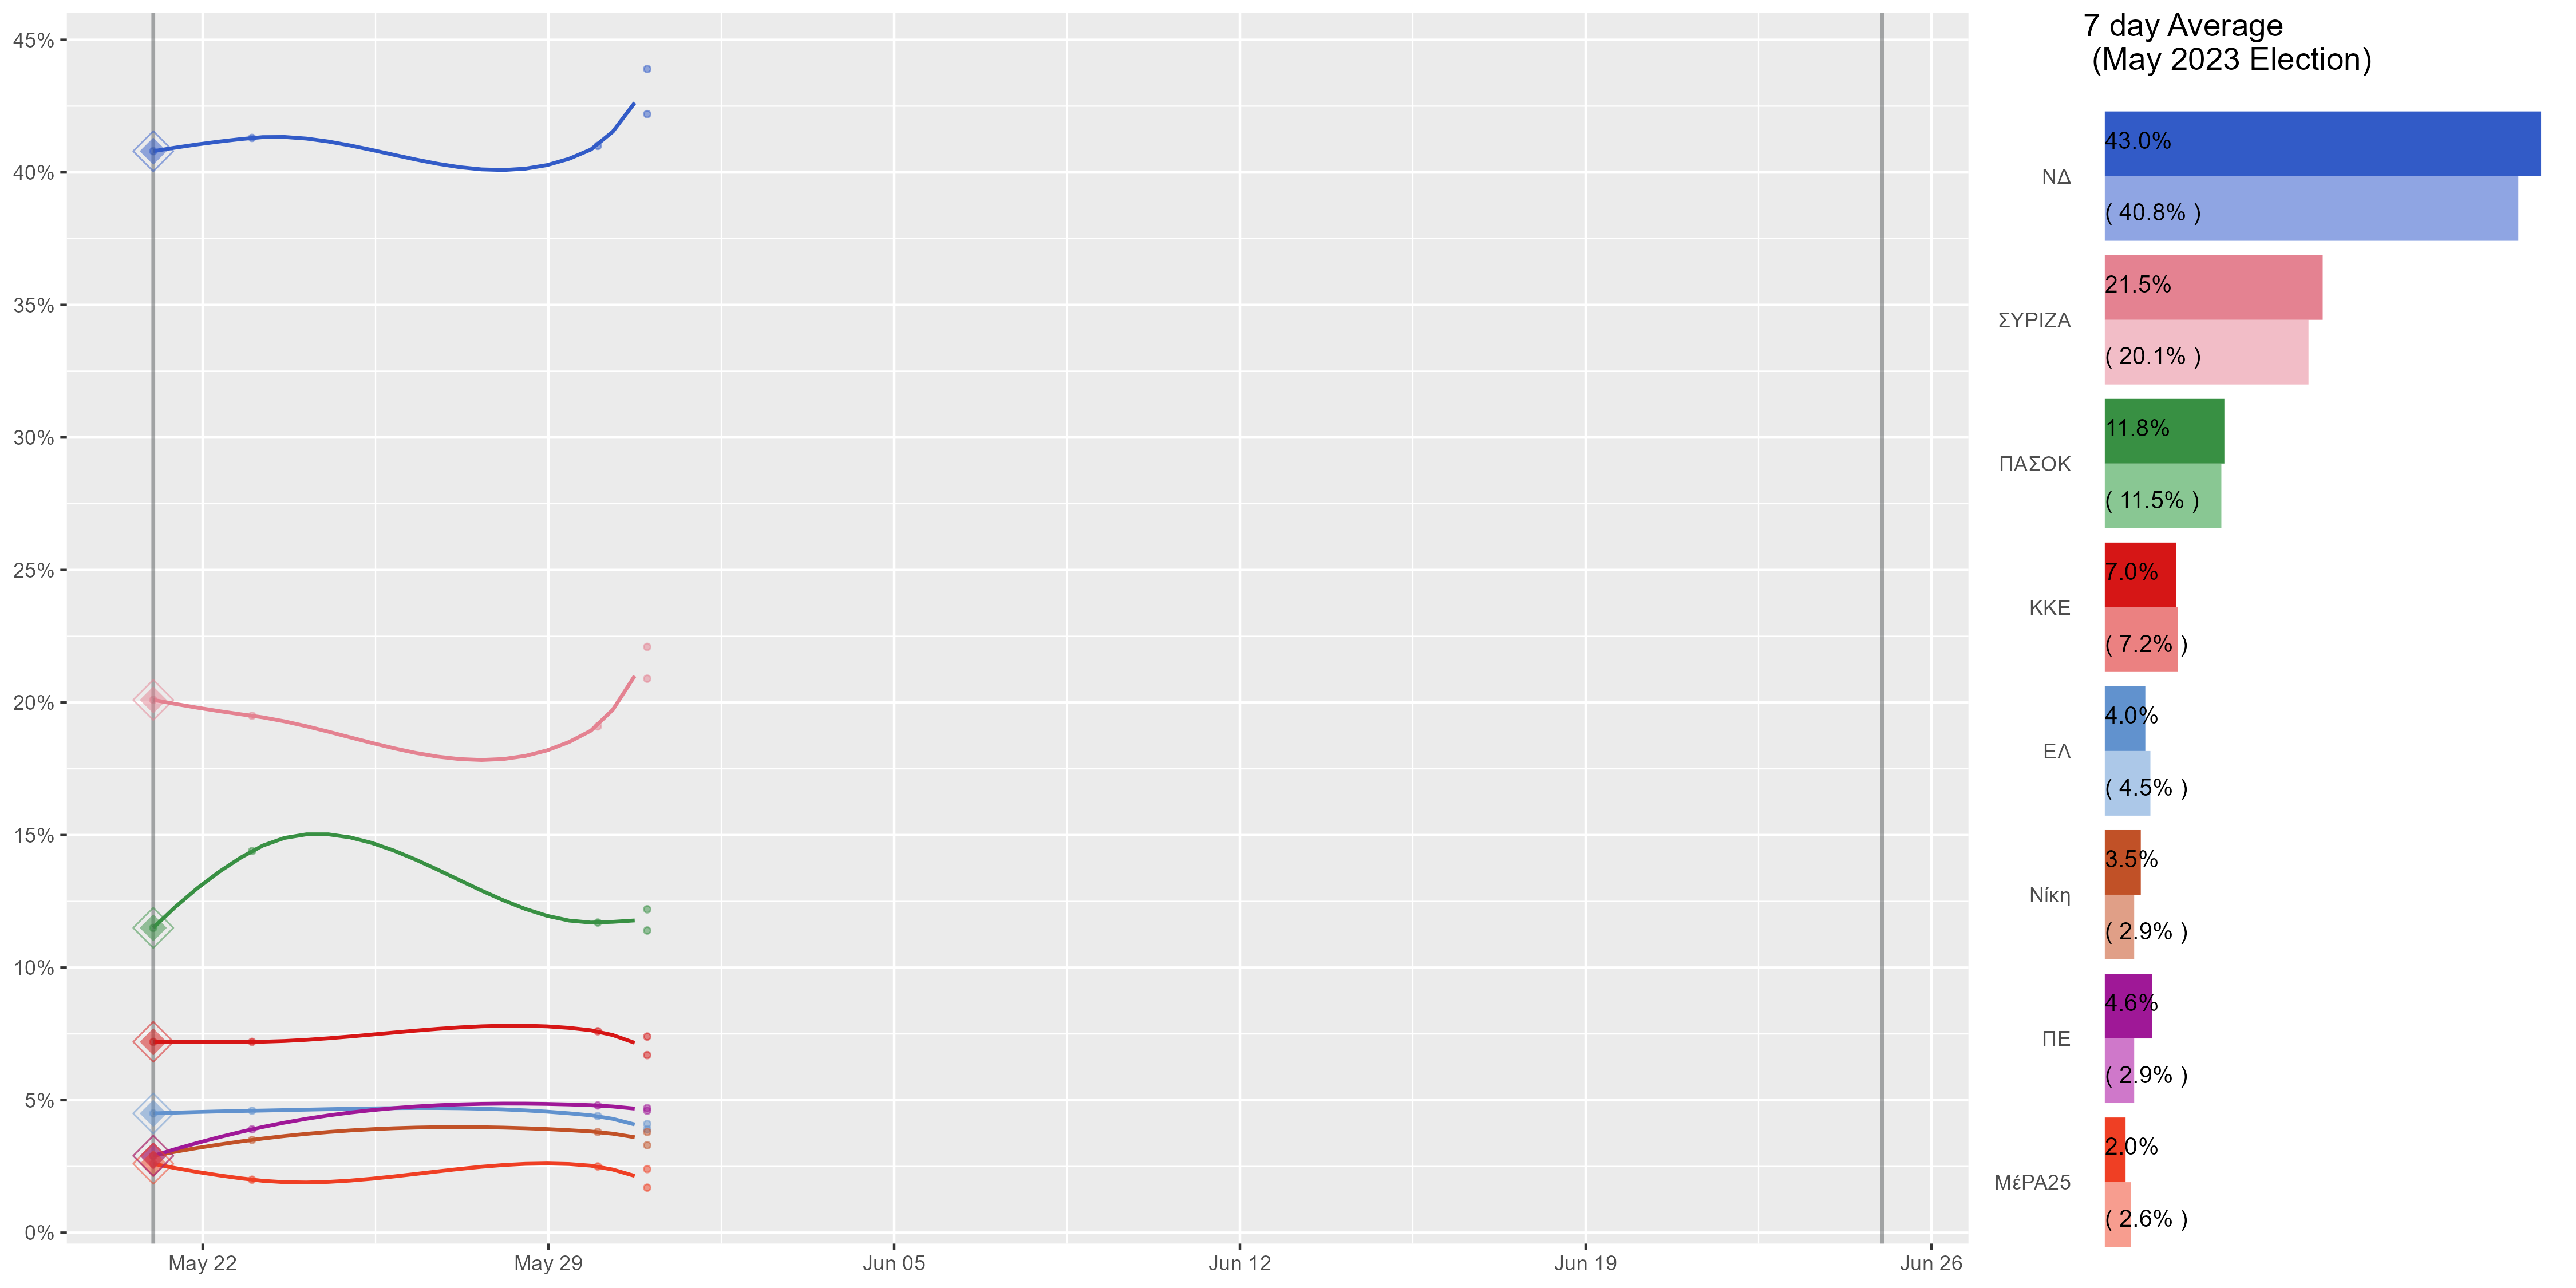 45%
40%
35%
30%
25%
20%
15%
10%
5%
0%
May 22
May 29
Jun 05
Jun 12
Jun 19
Jun 26
7 day Average
(May 2023 Election)
ΝΔ
43.0%
( 40.8% )
ΣΥΡΙΖΑ
21.5%
( 20.1% )
ΠΑΣΟΚ
11.8%
( 11.5% )
ΚΚΕ
7.0%
( 7.2% )
ΕΛ
4.0%
( 4.5% )
Νίκη
3.5%
( 2.9% )
ΠΕ
4.6%
( 2.9% )
ΜέΡΑ25
2.0%
( 2.6% )